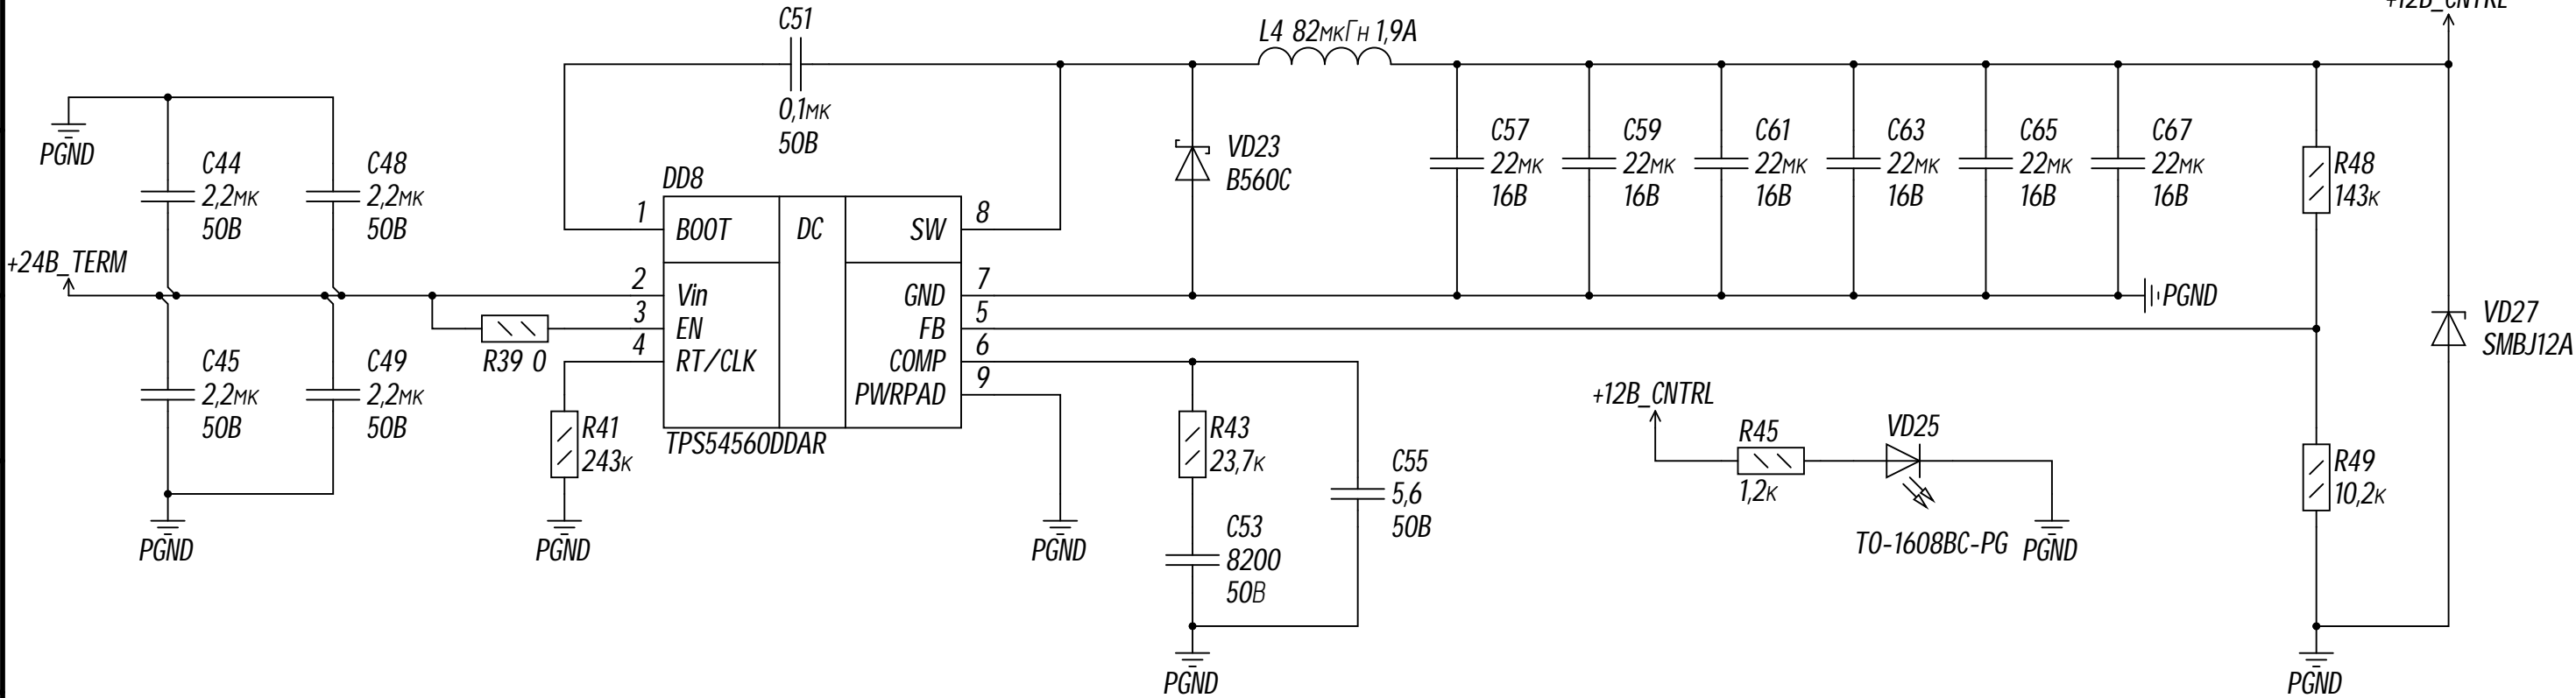 +12В_CNTRL
C51
0,1мк
50В
L4 82мкГн 1,9А
PGND
C44
2,2мк
50В
C48
2,2мк
50В
+24В_TERM
C45
2,2мк
50В
C49
2,2мк
50В
PGND
R39 0
R41
243к
PGND
DD8
1
2
3
4
BOOT
Vin
EN
RT/CLK
DC
SW
GND
FB
COMP
PWRPAD
8
7
5
6
9
TPS54560DDAR
PGND
VD23
B560C
C57
22мк
16В
C59
22мк
16В
C61
22мк
16В
C63
22мк
16В
C65
22мк
16В
C67
22мк
16В
PGND
R48
143к
VD27
SMBJ12A
R43
23,7к
C53
8200
50В
C55
5,6
50В
PGND
+12В_CNTRL
R45
1,2к
VD25
TO-1608BC-PG
PGND
R49
10,2к
PGND